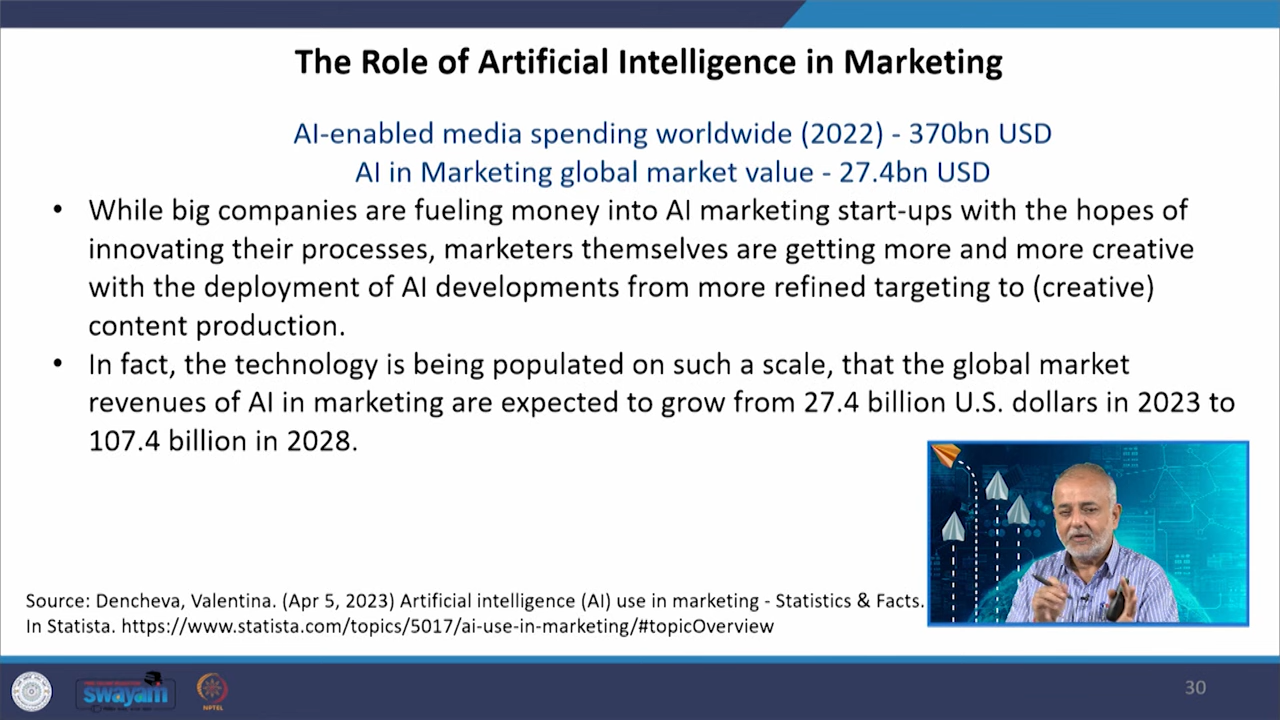 The Role of Artificial Intelligence in Marketing
AI-enabled media spending worldwide (2022) - 370bn USD
AI in Marketing global market value - 27.4bn USD
• While big companies are fueling money into AI marketing start-ups with the hopes of
innovating their processes, marketers themselves are getting more and more creative
with the deployment of AI developments from more refined targeting to (creative)
content production.
• In fact, the technology is being populated on such a scale, that the global market
revenues of AI in marketing are expected to grow from 27.4 billion U.S. dollars in 2023 to
107.4 billion in 2028.
Source: Dencheva, Valentina. (Apr 5, 2023) Artificial intelligence (AI) use in marketing - Statistics & Facts.
In Statista. https://www.statista.com/topics/5017/ai-use-in-marketing/#topicOverview
swayam
NPTEL
30